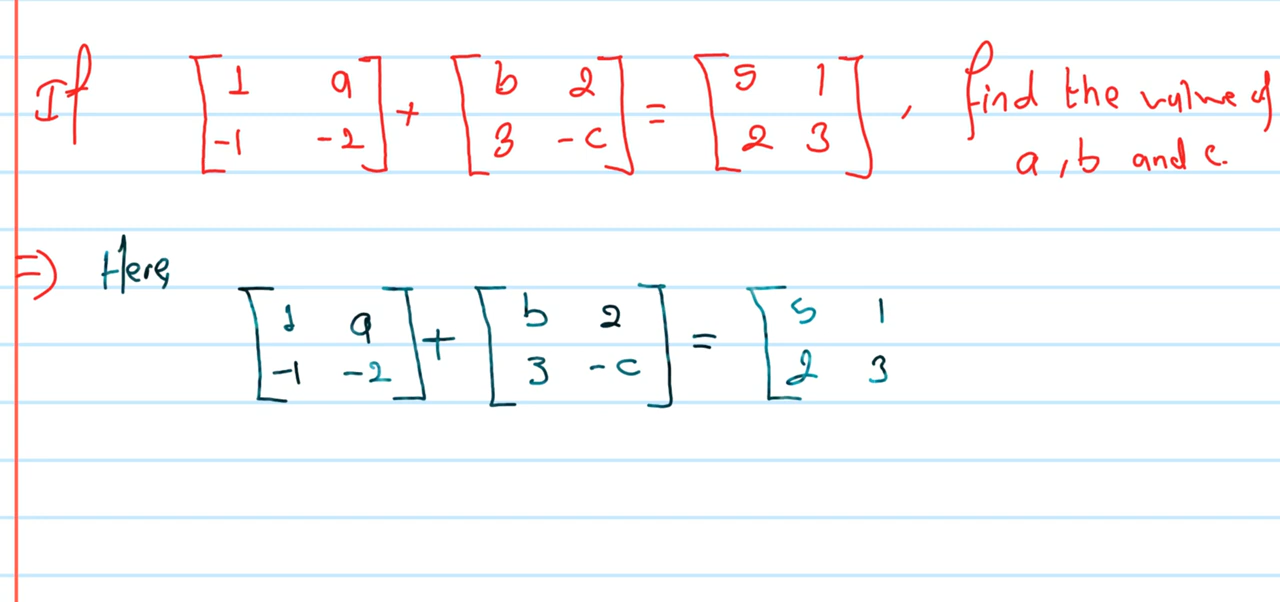 If [1 a -1 -2] + [b 2 3 -c] = [5 1 2 3], find the value of
a, b and c.
=> Here,
[1 a -1 -2] + [b 2 3 -c] = [5 1 2 3